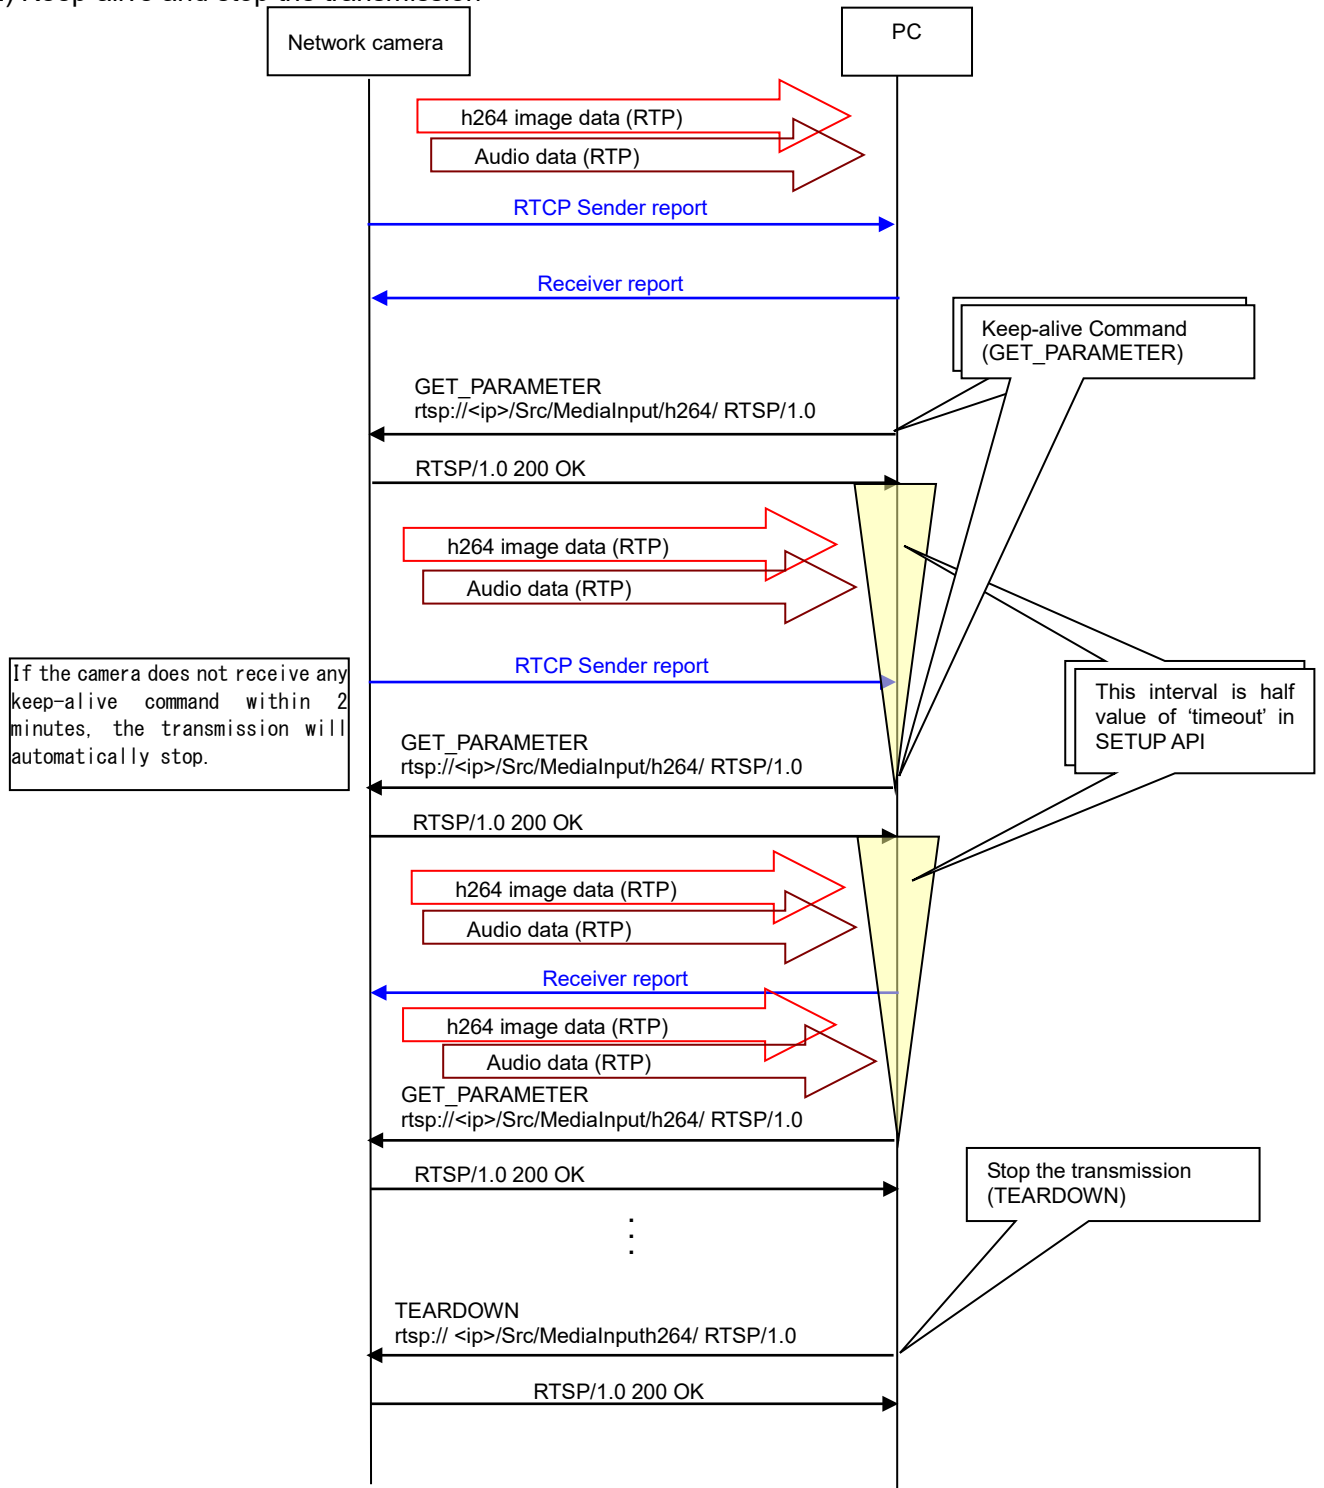 ) Keep-alive and stop the transmission
Network camera
PC
h264 image data (RTP)
Audio data (RTP)
RTCP Sender report
Receiver report
Keep-alive Command
(GET_PARAMETER)
GET_PARAMETER
rtsp://<ip>/Src/MediaInput/h264/ RTSP/1.0
RTSP/1.0 200 OK
h264 image data (RTP)
Audio data (RTP)
If the camera does not receive any
keep-alive command within 2
minutes, the transmission will
automatically stop.
RTCP Sender report
This interval is half
value of ‘timeout’ in
SETUP API
GET_PARAMETER
rtsp://<ip>/Src/MediaInput/h264/ RTSP/1.0
RTSP/1.0 200 OK
h264 image data (RTP)
Audio data (RTP)
Receiver report
h264 image data (RTP)
Audio data (RTP)
GET_PARAMETER
rtsp://<ip>/Src/MediaInput/h264/ RTSP/1.0
RTSP/1.0 200 OK
Stop the transmission
(TEARDOWN)
TEARDOWN
rtsp:// <ip>/Src/MediaInputh264/ RTSP/1.0
RTSP/1.0 200 OK